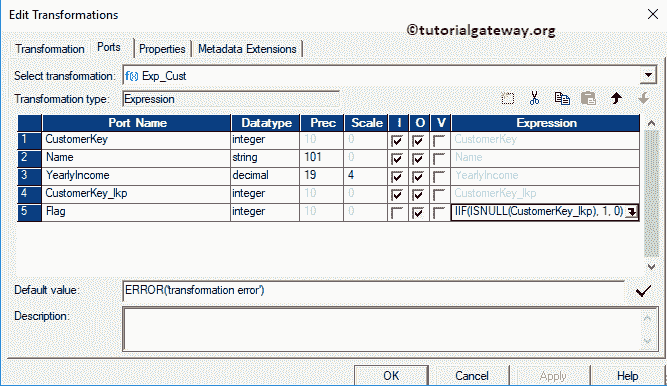 Edit Transformations
©tutorialgateway.org
Transformation Ports Properties Metadata Extensions
Select transformation: f(x) Exp_Cust
Transformation type: Expression
Port Name Datatype Prec Scale I O V Expression
1 CustomerKey integer 10 0 CustomerKey
2 Name string 101 0 Name
3 YearlyIncome decimal 19 4 YearlyIncome
4 CustomerKey_lkp integer 10 0 CustomerKey_lkp
5 Flag integer 10 0 IIF(ISNULL(CustomerKey_lkp), 1, 0)
Default value: ERROR('transformation error')
Description:
OK Cancel Apply Help